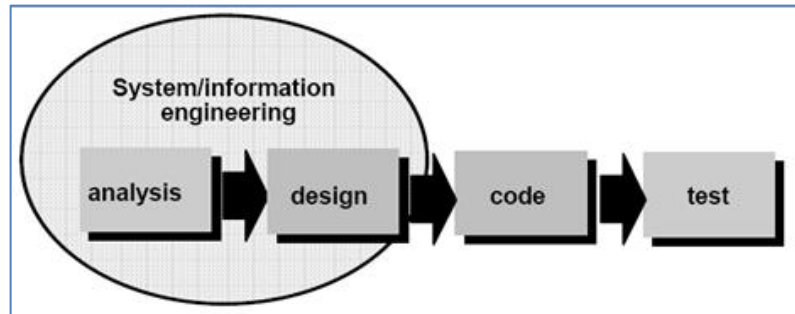 System/information
engineering
analysis
design
code
test